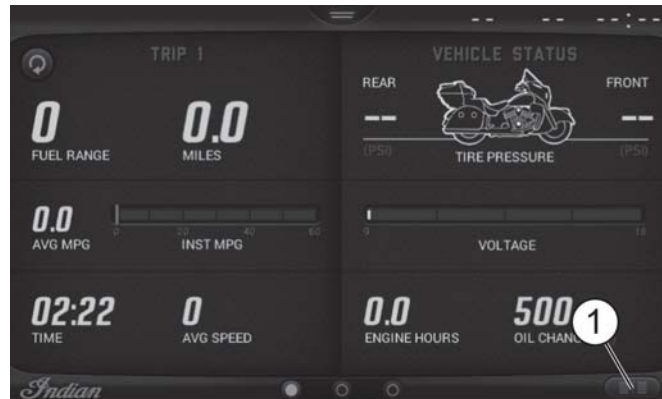 -- -- --:--
TRIP 1
0
FUEL RANGE
0.0
MILES
0.0
AVG MPG
0 20 40 60
INST MPG
02:22
TIME
0
AVG SPEED
VEHICLE STATUS
REAR
FRONT
--
--
(PSI)
(PSI)
TIRE PRESSURE
9 18
VOLTAGE
0.0
ENGINE HOURS
500
OIL CHAN
1
Indian